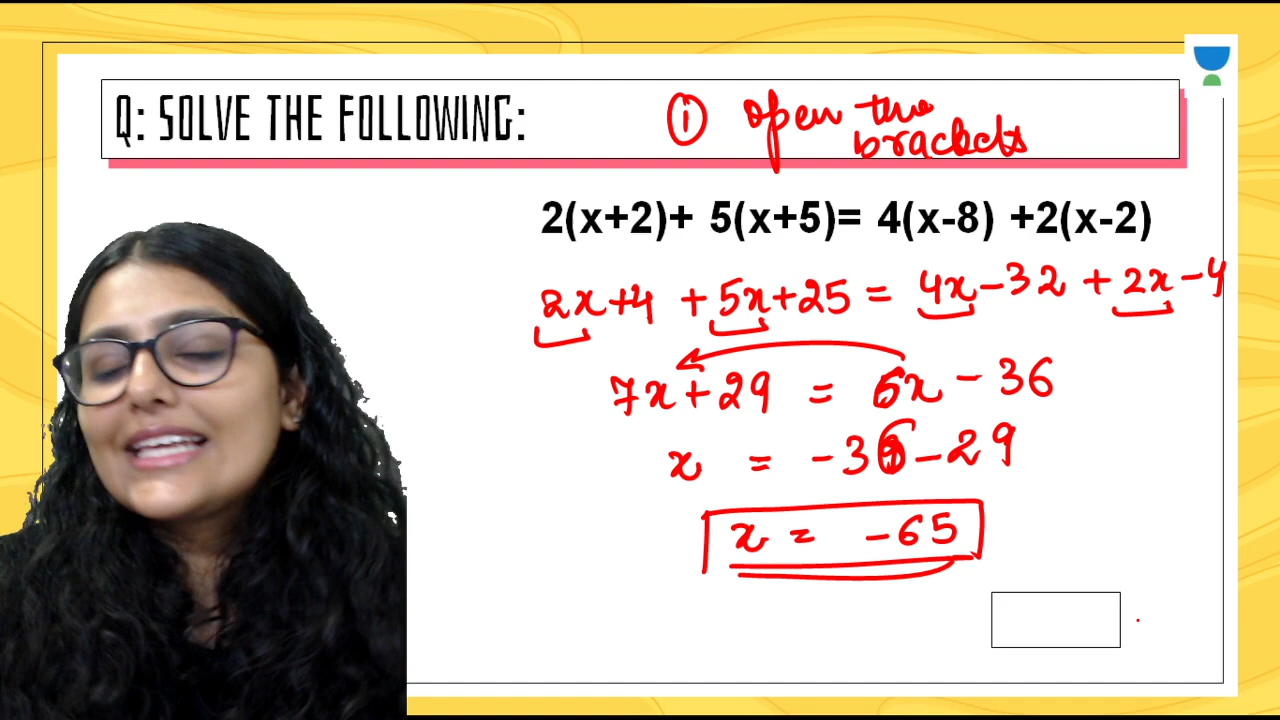 Q: SOLVE THE FOLLOWING:
① open the
brackets
2(x+2)+ 5(x+5)= 4(x-8) +2(x-2)
2x+4 + 5x+25 = 4x-32 + 2x-4
7x+29 = 6x - 36
x = -36-29
x = -65